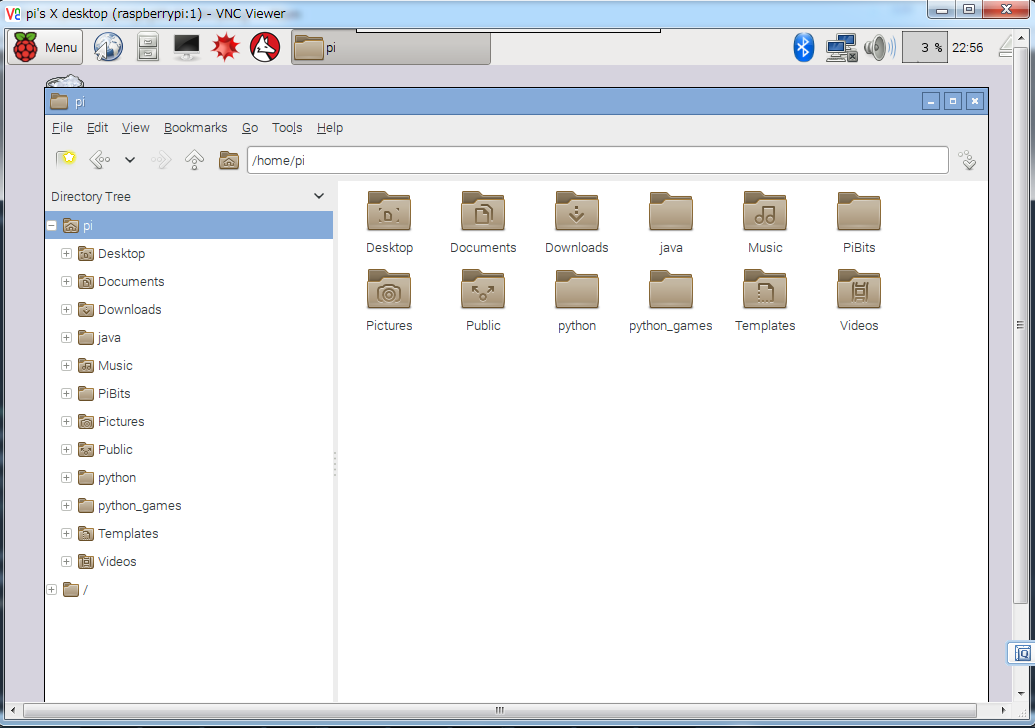 pi's X desktop (raspberrypi:1) - VNC Viewer
Menu pi 3 % 22:56
pi
File Edit View Bookmarks Go Tools Help
/home/pi
Directory Tree
pi
Desktop
Documents
Downloads
java
Music
PiBits
Pictures
Public
python
python_games
Templates
Videos
/
Desktop Documents Downloads java Music PiBits
Pictures Public python python_games Templates Videos